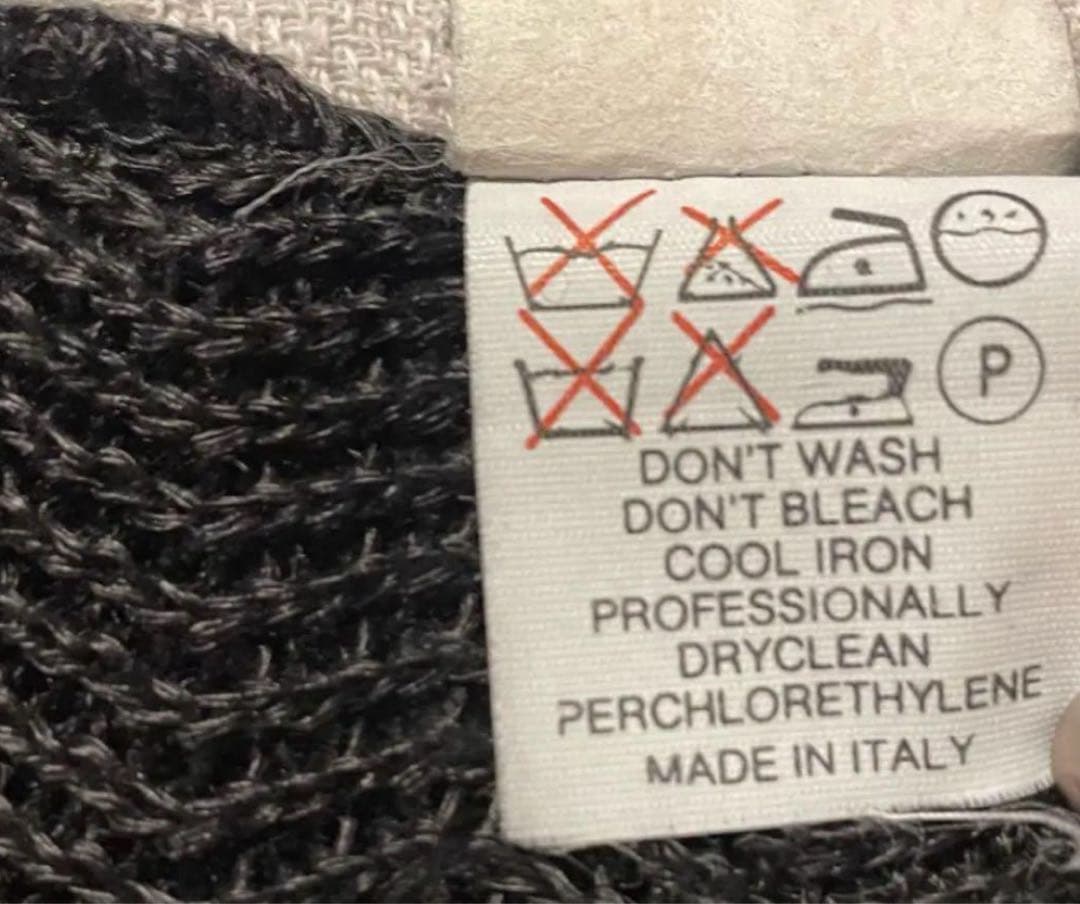 P
DON'T WASH
DON'T BLEACH
COOL IRON
PROFESSIONALLY
DRYCLEAN
PERCHLORETHYLENE
MADE IN ITALY